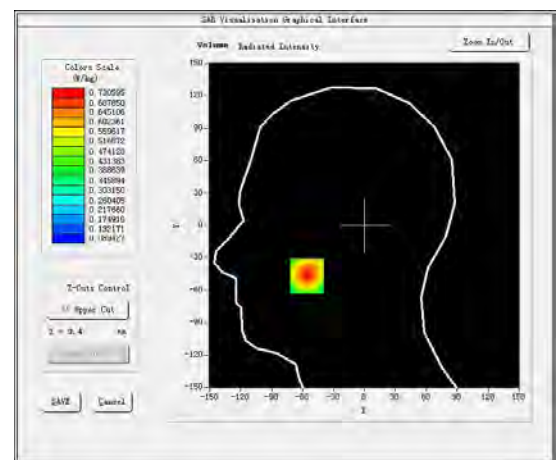 SAR Visualisation Graphical Interface
Volume Radiated Intensity
Zoom In/Out
Colors Scale
(W/kg)
0.730595
0.687850
0.645106
0.602361
0.559617
0.516872
0.474128
0.431383
0.388639
0.345894
0.303150
0.260405
0.217660
0.174916
0.132171
150
120
90
60
30
0
-30
-60
-90
-120
-150
Y
-150 -120 -90 -60 -30 0 30 60 90 120 150
X
Z-Cuts Control
Upper Cut
SAVE
Cancel